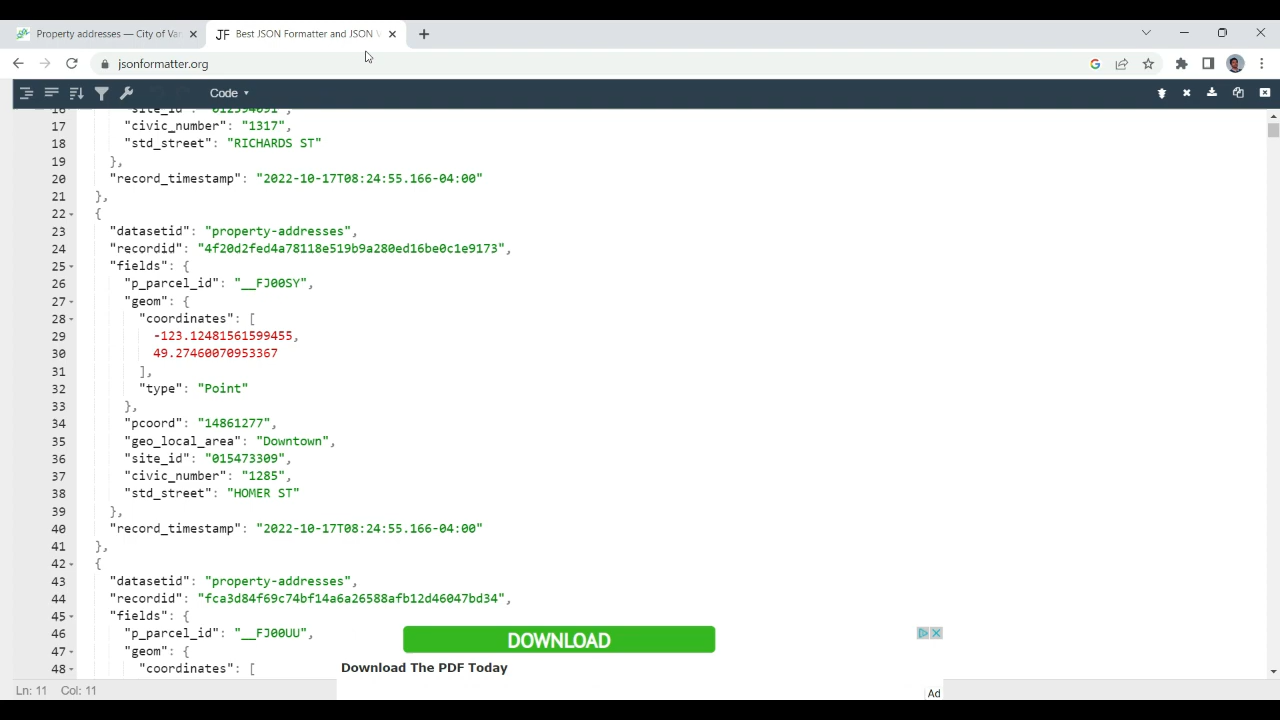 Property addresses — City of Van
JF Best JSON Formatter and JSON V
jsonformatter.org
Code
16 "site_id": "012594091",
17 "civic_number": "1317",
18 "std_street": "RICHARDS ST"
19 },
20 "record_timestamp": "2022-10-17T08:24:55.166-04:00"
21 },
22 {
23 "datasetid": "property-addresses",
24 "recordid": "4f20d2fed4a78118e519b9a280ed16be0c1e9173",
25 "fields": {
26 "p_parcel_id": "__FJ00SY",
27 "geom": {
28 "coordinates": [
29 -123.12481561599455,
30 49.27460070953367
31 ],
32 "type": "Point"
33 },
34 "pcoord": "14861277",
35 "geo_local_area": "Downtown",
36 "site_id": "015473309",
37 "civic_number": "1285",
38 "std_street": "HOMER ST"
39 },
40 "record_timestamp": "2022-10-17T08:24:55.166-04:00"
41 },
42 {
43 "datasetid": "property-addresses",
44 "recordid": "fca3d84f69c74bf14a6a26588afb12d46047bd34",
45 "fields": {
46 "p_parcel_id": "__FJ00UU",
47 "geom": {
48 "coordinates": [
DOWNLOAD
Download The PDF Today
Ad
Ln: 11 Col: 11